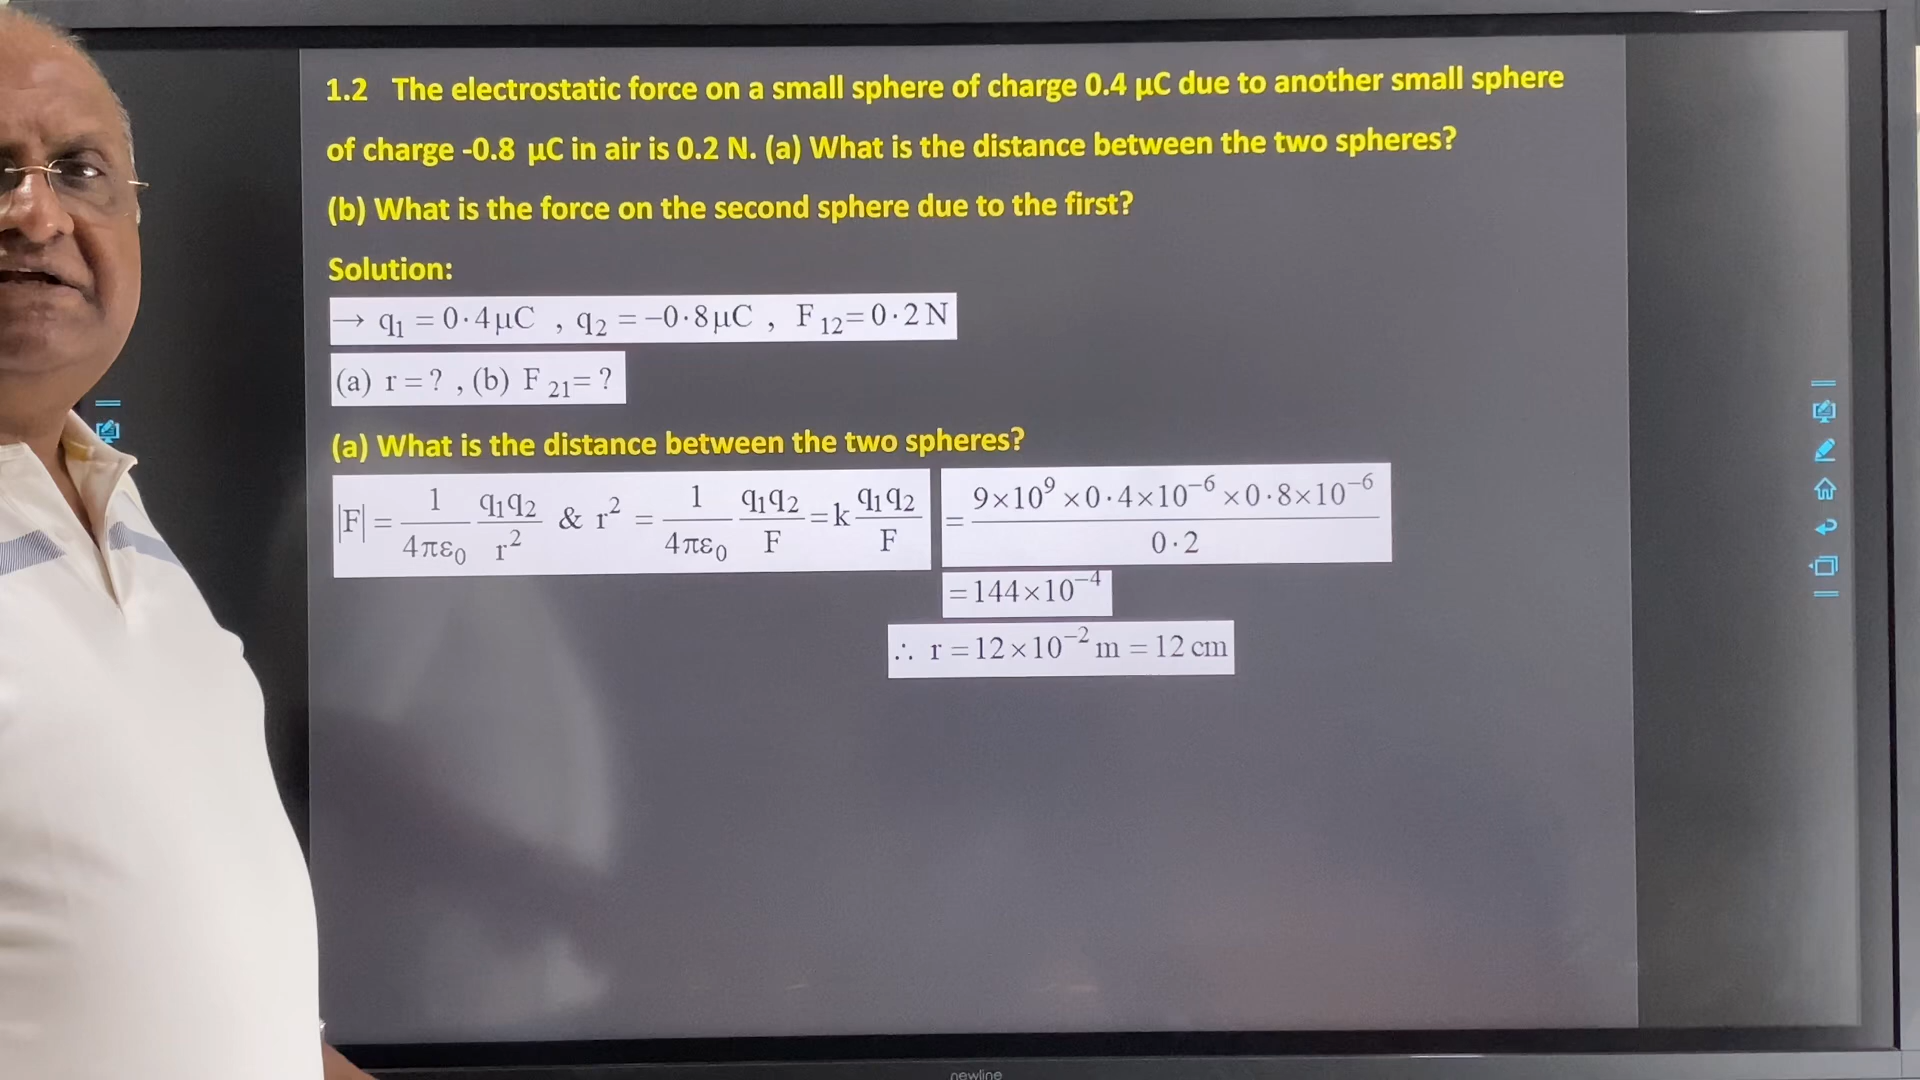 1.2 The electrostatic force on a small sphere of charge 0.4 μC due to another small sphere
of charge -0.8 μC in air is 0.2 N. (a) What is the distance between the two spheres?
(b) What is the force on the second sphere due to the first?
Solution:
→ q₁ = 0·4μC , q₂ = −0·8μC , F₁₂= 0·2 N
(a) r = ? , (b) F₂₁= ?
(a) What is the distance between the two spheres?
|F| = 1/4πε₀ q₁q₂/r² & r² = 1/4πε₀ q₁q₂/F = k q₁q₂/F = 9×10⁹ ×0·4×10⁻⁶ ×0·8×10⁻⁶/0·2
= 144×10⁻⁴
∴ r = 12×10⁻² m = 12 cm
newline